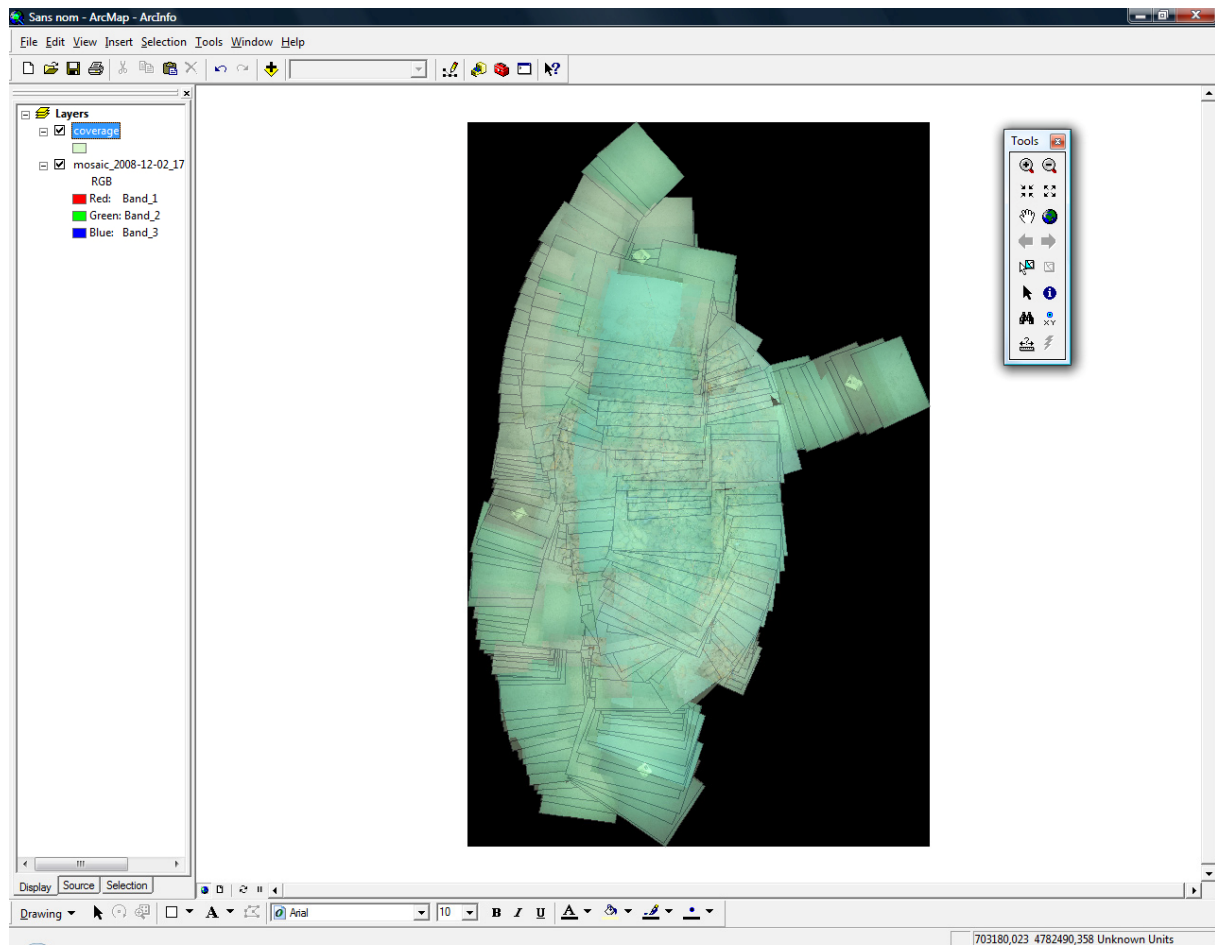 Sans nom - ArcMap - ArcInfo
File Edit View Insert Selection Tools Window Help
Layers
coverage
mosaic_2008-12-02_17
RGB
Red: Band_1
Green: Band_2
Blue: Band_3
Tools
XY
Display Source Selection
Drawing A Arial 10 B I U A
703180,023 4782490,358 Unknown Units